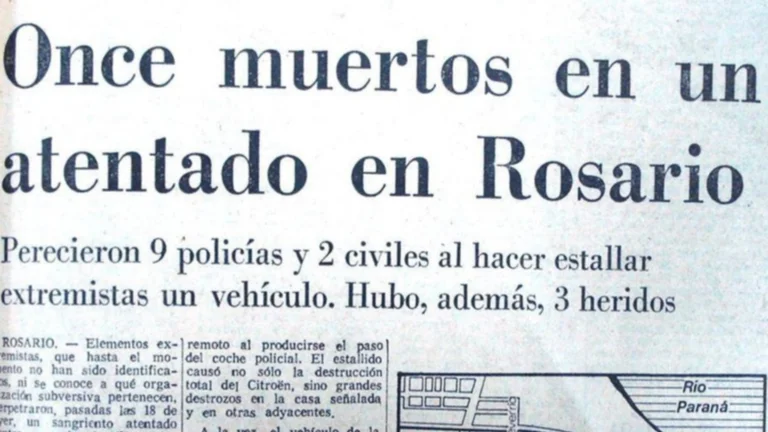 Once muertos en un
atentado en Rosario
Perecieron 9 policías y 2 civiles al hacer estallar
extremistas un vehículo. Hubo, además, 3 heridos
ROSARIO. — Elementos ex-
remistas, que hasta el mo-
ento no han sido identifica-
os, ni se conoce a qué orga-
zación subversiva pertenecen,
erpetraron, pasadas las 18 de
yer, un sangriento atentado
remoto al producirse el paso
del coche policial. El estallido
causó no sólo la destrucción
total del Citroën, sino grandes
destrozos en la casa señalada
y en otras adyacentes.
Río
Paraná